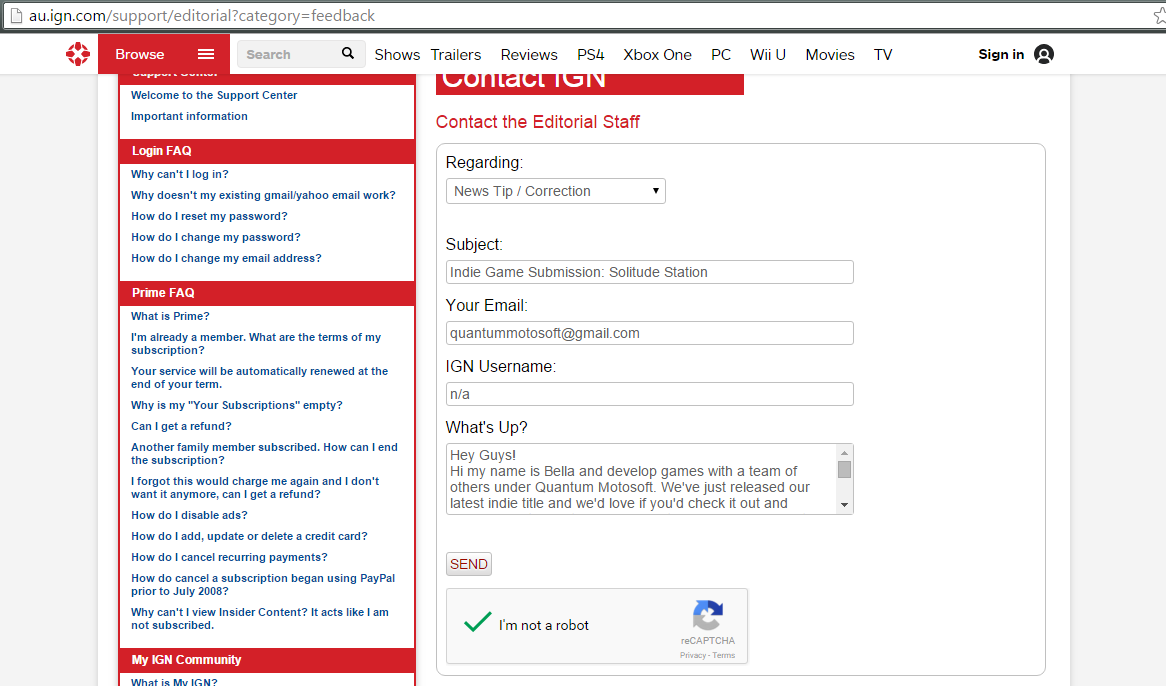 au.ign.com/support/editorial?category=feedback
Browse
Search
Shows Trailers Reviews PS4 Xbox One PC Wii U Movies TV
Sign in
Support Center
Welcome to the Support Center
Important information
Login FAQ
Why can't I log in?
Why doesn't my existing gmail/yahoo email work?
How do I reset my password?
How do I change my password?
How do I change my email address?
Prime FAQ
What is Prime?
I'm already a member. What are the terms of my
subscription?
Your service will be automatically renewed at the
end of your term.
Why is my "Your Subscriptions" empty?
Can I get a refund?
Another family member subscribed. How can I end
the subscription?
I forgot this would charge me again and I don't
want it anymore, can I get a refund?
How do I disable ads?
How do I add, update or delete a credit card?
How do I cancel recurring payments?
How do cancel a subscription began using PayPal
prior to July 2008?
Why can't I view Insider Content? It acts like I am
not subscribed.
My IGN Community
What is My IGN?
Contact IGN
Contact the Editorial Staff
Regarding:
News Tip / Correction
Subject:
Indie Game Submission: Solitude Station
Your Email:
quantummotosoft@gmail.com
IGN Username:
n/a
What's Up?
Hey Guys!
Hi my name is Bella and develop games with a team of
others under Quantum Motosoft. We've just released our
latest indie title and we'd love if you'd check it out and
SEND
I'm not a robot
reCAPTCHA
Privacy - Terms